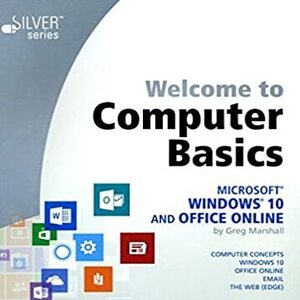 SILVER™
series
Welcome to
Computer
Basics
MICROSOFT®
WINDOWS® 10
AND OFFICE ONLINE
by Greg Marshall
COMPUTER CONCEPTS
WINDOWS 10
OFFICE ONLINE
EMAIL
THE WEB (EDGE)